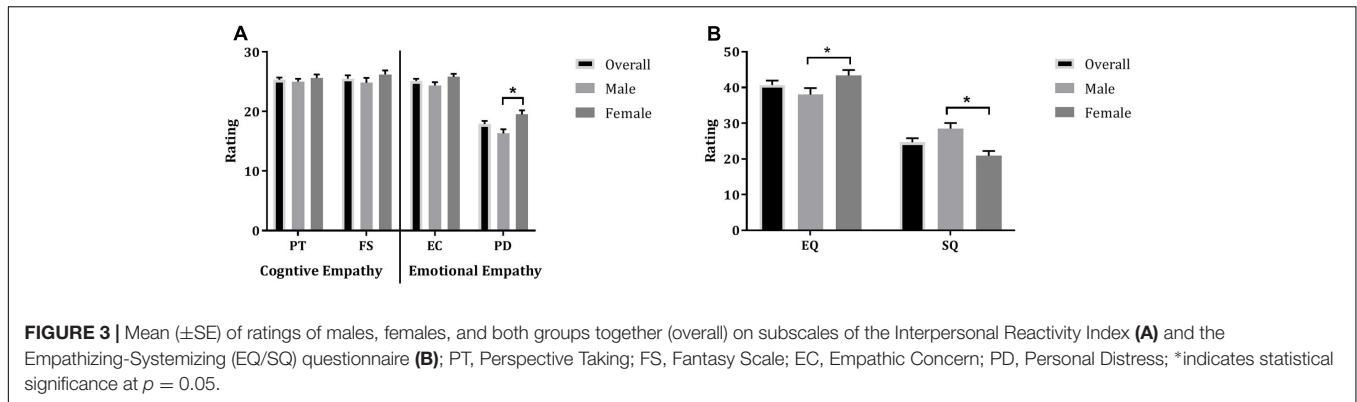 A
30
20
10
0
Rating
PT
FS
EC
PD
Cogntive Empathy
Emotional Empathy
*
Overall
Male
Female
B
50
40
30
20
10
0
Rating
EQ
SQ
*
*
Overall
Male
Female
FIGURE 3 | Mean (±SE) of ratings of males, females, and both groups together (overall) on subscales of the Interpersonal Reactivity Index (A) and the
Empathizing-Systemizing (EQ/SQ) questionnaire (B); PT, Perspective Taking; FS, Fantasy Scale; EC, Empathic Concern; PD, Personal Distress; *indicates statistical
significance at p = 0.05.